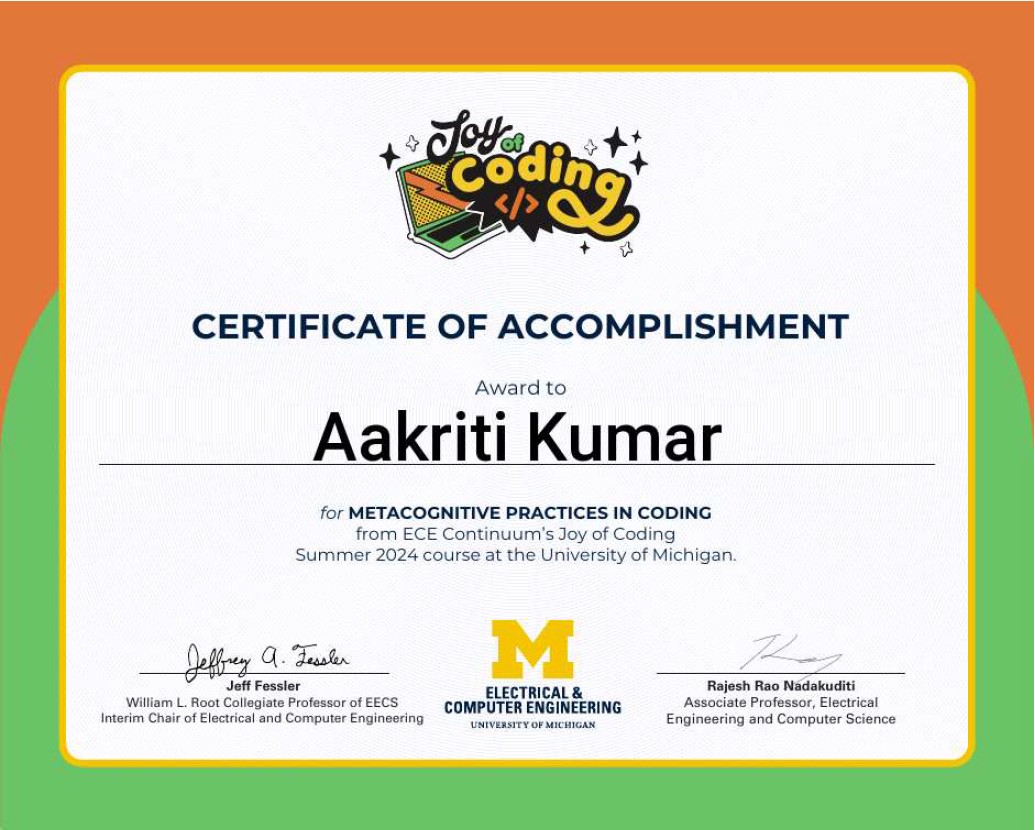 Joy of
Coding
</>
CERTIFICATE OF ACCOMPLISHMENT
Award to
Aakriti Kumar
for METACOGNITIVE PRACTICES IN CODING
from ECE Continuum's Joy of Coding
Summer 2024 course at the University of Michigan.
Jeffrey A. Fessler
Jeff Fessler
William L. Root Collegiate Professor of EECS
Interim Chair of Electrical and Computer Engineering
M
ELECTRICAL &
COMPUTER ENGINEERING
UNIVERSITY OF MICHIGAN
Rajesh Rao Nadakuditi
Associate Professor, Electrical
Engineering and Computer Science